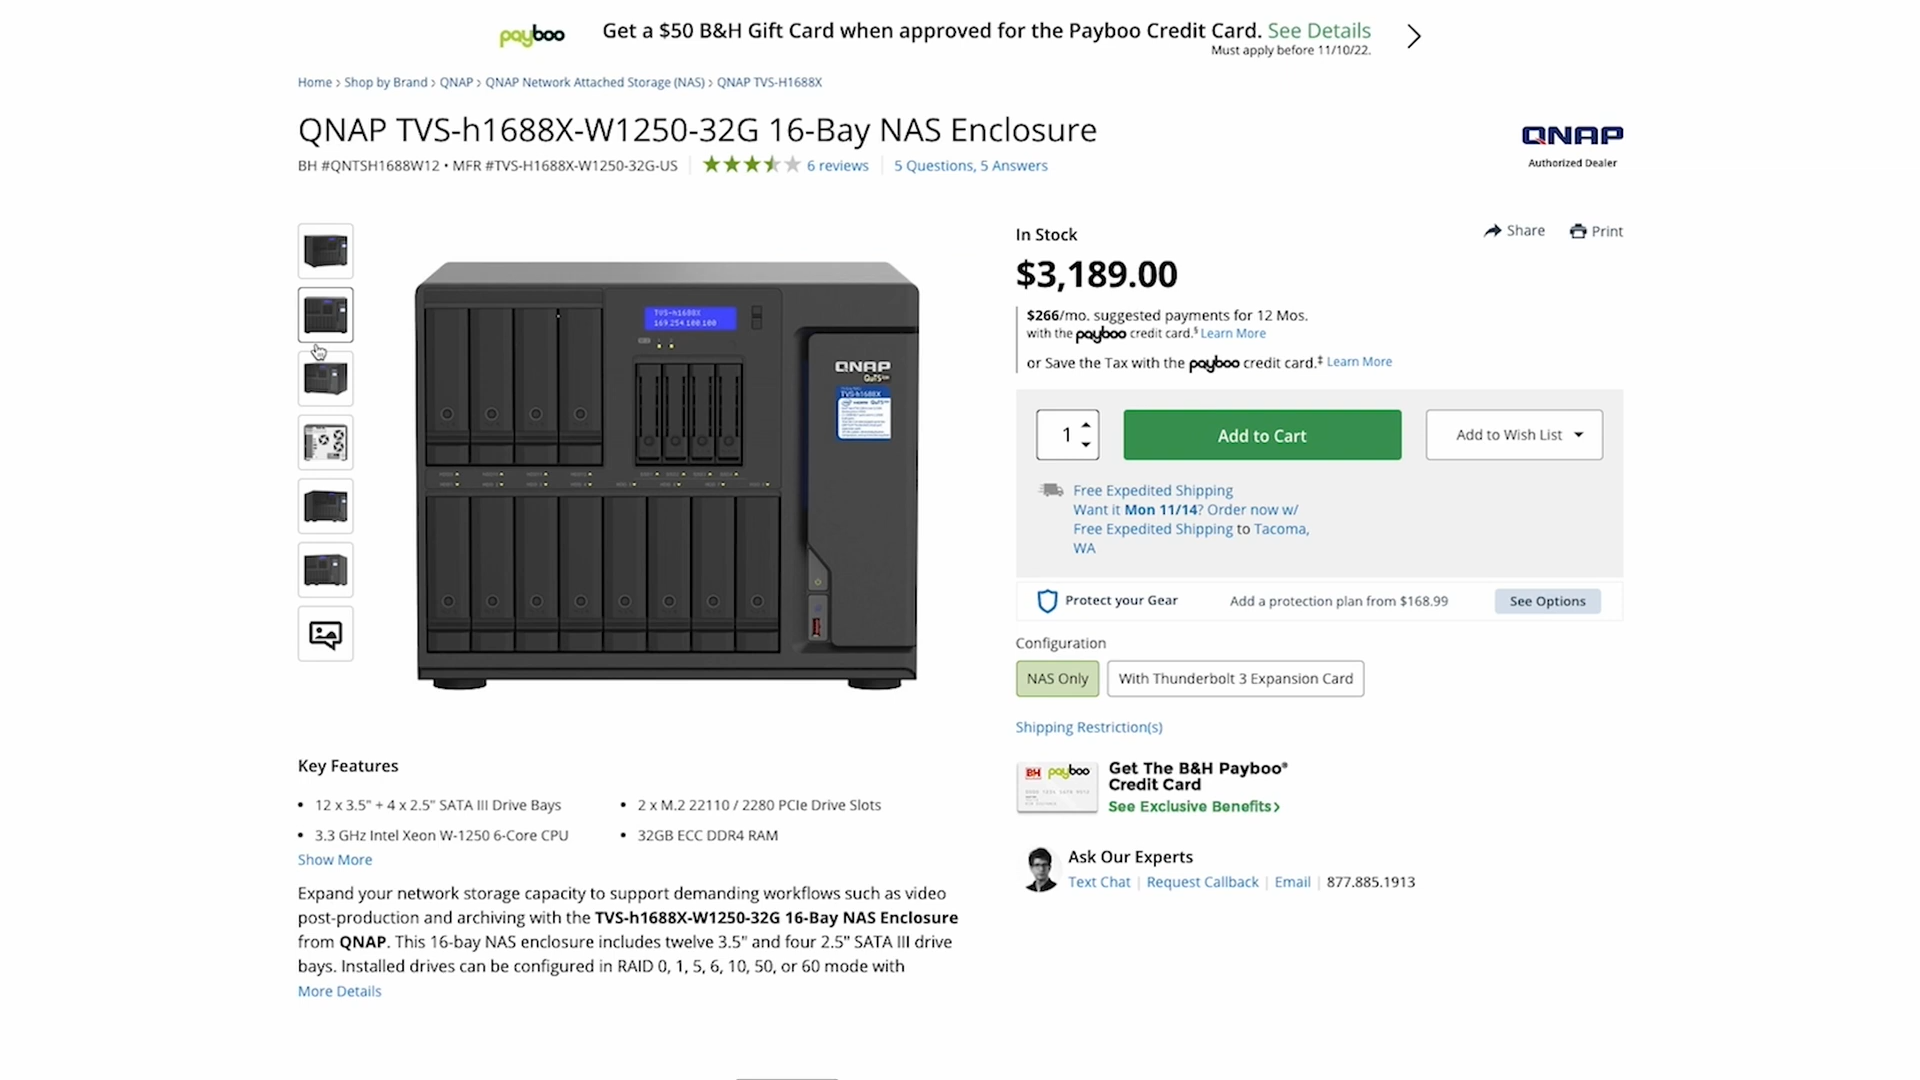 payboo
Get a $50 B&H Gift Card when approved for the Payboo Credit Card. See Details
Must apply before 11/10/22.
Home › Shop by Brand › QNAP › QNAP Network Attached Storage (NAS) › QNAP TVS-H1688X
QNAP TVS-h1688X-W1250-32G 16-Bay NAS Enclosure
BH #QNTSH1688W12 • MFR #TVS-H1688X-W1250-32G-US
6 reviews
5 Questions, 5 Answers
QNAP
Authorized Dealer
TVS-h1688X
169.254.100.100
QNAP
QuTS
TVS-h1688X
In Stock
Share
Print
$3,189.00
$266/mo. suggested payments for 12 Mos.
with the payboo credit card.§ Learn More
or Save the Tax with the payboo credit card.‡ Learn More
1
Add to Cart
Add to Wish List
Free Expedited Shipping
Want it Mon 11/14? Order now w/
Free Expedited Shipping to Tacoma,
WA
Protect your Gear
Add a protection plan from $168.99
See Options
Configuration
NAS Only
With Thunderbolt 3 Expansion Card
Shipping Restriction(s)
BH payboo
Get The B&H Payboo®
Credit Card
See Exclusive Benefits›
Ask Our Experts
Text Chat | Request Callback | Email | 877.885.1913
Key Features
• 12 x 3.5" + 4 x 2.5" SATA III Drive Bays
• 2 x M.2 22110 / 2280 PCIe Drive Slots
• 3.3 GHz Intel Xeon W-1250 6-Core CPU
• 32GB ECC DDR4 RAM
Show More
Expand your network storage capacity to support demanding workflows such as video
post-production and archiving with the TVS-h1688X-W1250-32G 16-Bay NAS Enclosure
from QNAP. This 16-bay NAS enclosure includes twelve 3.5" and four 2.5" SATA III drive
bays. Installed drives can be configured in RAID 0, 1, 5, 6, 10, 50, or 60 mode with
More Details